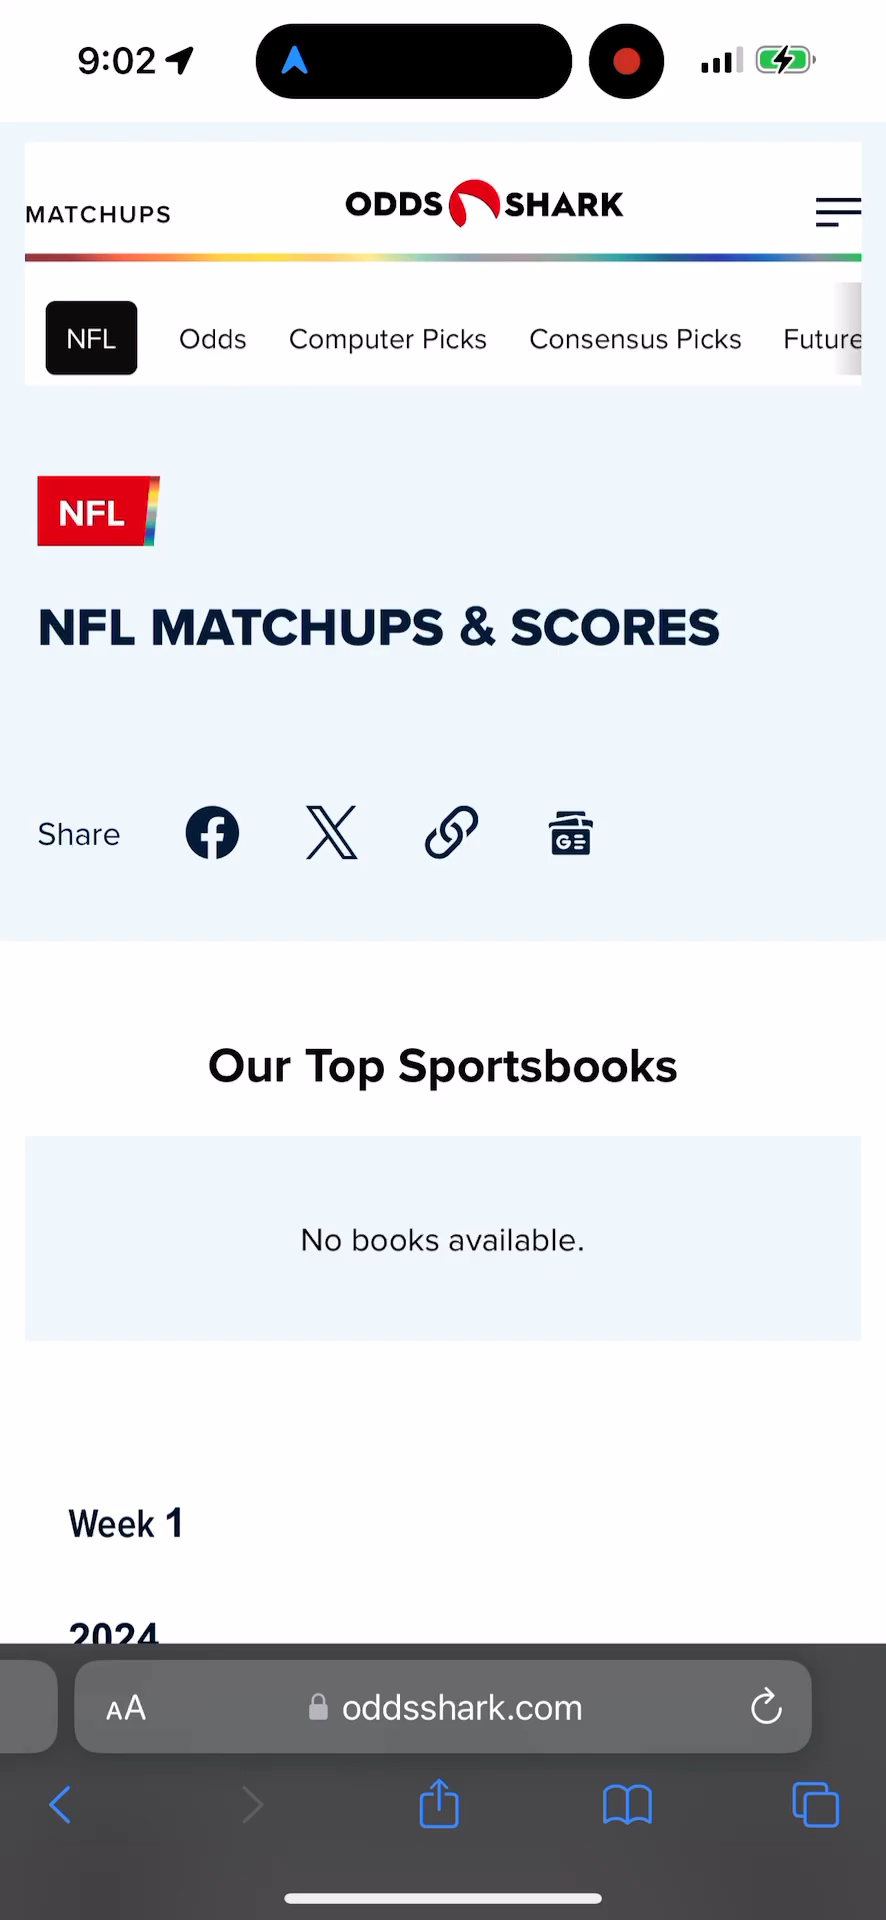 9:02
MATCHUPS
ODDS SHARK
NFL Odds Computer Picks Consensus Picks Future
NFL
NFL MATCHUPS & SCORES
Share
GE
Our Top Sportsbooks
No books available.
Week 1
2024
AA oddsshark.com